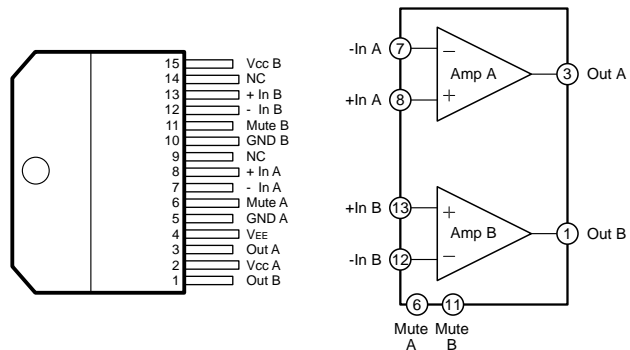 15 Vcc B
14 NC
13 + In B
12 - In B
11 Mute B
10 GND B
9 NC
8 + In A
7 - In A
6 Mute A
5 GND A
4 VEE
3 Out A
2 Vcc A
1 Out B
-In A 7 −
Amp A 3 Out A
+In A 8 +
+In B 13 +
Amp B 1 Out B
-In B 12 −
6 11
Mute Mute
A B